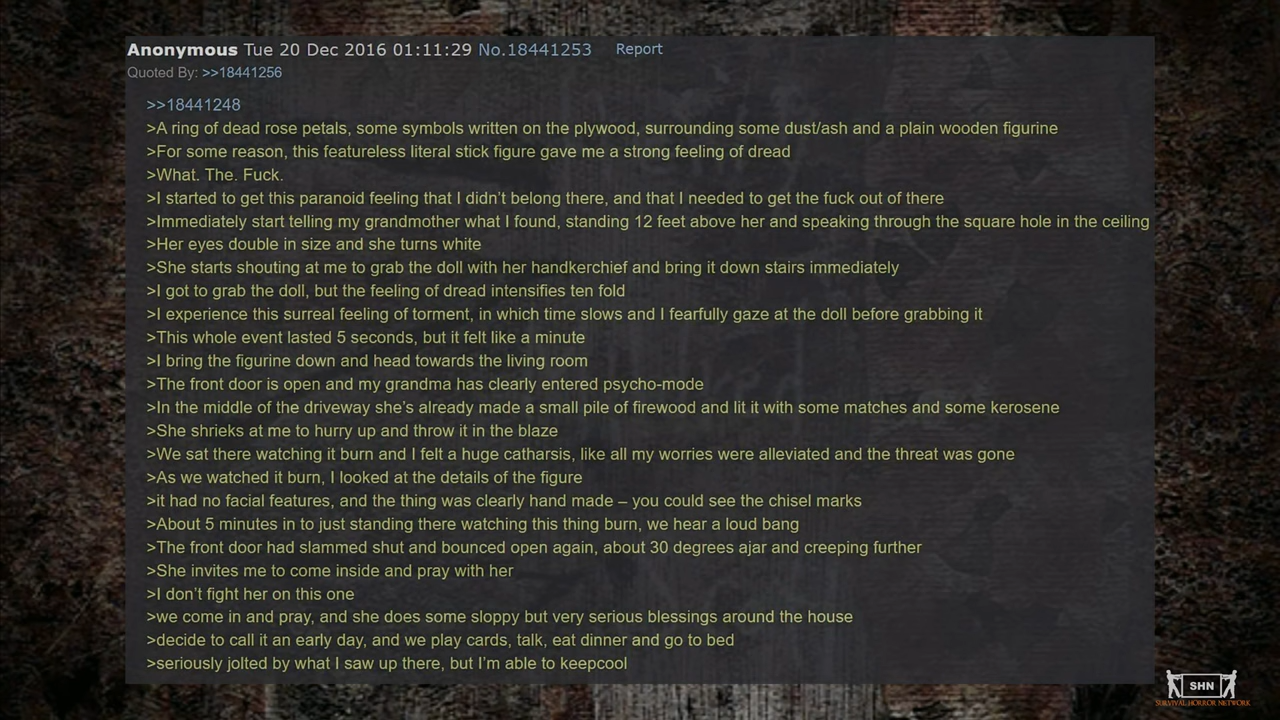 Anonymous Tue 20 Dec 2016 01:11:29 No.18441253 Report
Quoted By: >>18441256
>>18441248
>A ring of dead rose petals, some symbols written on the plywood, surrounding some dust/ash and a plain wooden figurine
>For some reason, this featureless literal stick figure gave me a strong feeling of dread
>What. The. Fuck.
>I started to get this paranoid feeling that I didn't belong there, and that I needed to get the fuck out of there
>Immediately start telling my grandmother what I found, standing 12 feet above her and speaking through the square hole in the ceiling
>Her eyes double in size and she turns white
>She starts shouting at me to grab the doll with her handkerchief and bring it down stairs immediately
>I got to grab the doll, but the feeling of dread intensifies ten fold
>I experience this surreal feeling of torment, in which time slows and I fearfully gaze at the doll before grabbing it
>This whole event lasted 5 seconds, but it felt like a minute
>I bring the figurine down and head towards the living room
>The front door is open and my grandma has clearly entered psycho-mode
>In the middle of the driveway she's already made a small pile of firewood and lit it with some matches and some kerosene
>She shrieks at me to hurry up and throw it in the blaze
>We sat there watching it burn and I felt a huge catharsis, like all my worries were alleviated and the threat was gone
>As we watched it burn, I looked at the details of the figure
>it had no facial features, and the thing was clearly hand made – you could see the chisel marks
>About 5 minutes in to just standing there watching this thing burn, we hear a loud bang
>The front door had slammed shut and bounced open again, about 30 degrees ajar and creeping further
>She invites me to come inside and pray with her
>I don't fight her on this one
>we come in and pray, and she does some sloppy but very serious blessings around the house
>decide to call it an early day, and we play cards, talk, eat dinner and go to bed
>seriously jolted by what I saw up there, but I'm able to keepcool
SHN
SURVIVAL HORROR NETWORK